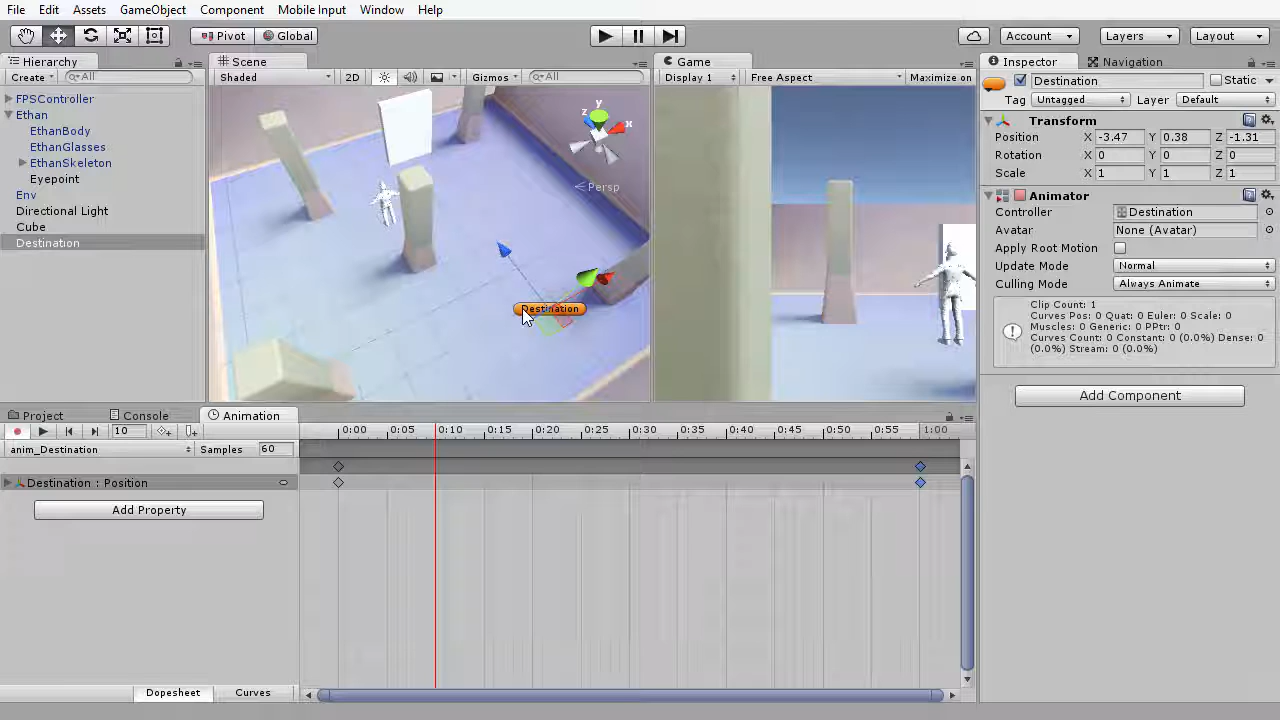 File Edit Assets GameObject Component Mobile Input Window Help
Pivot Global Account Layers Layout
Hierarchy
Create All
FPSController
Ethan
EthanBody
EthanGlasses
EthanSkeleton
Eyepoint
Env
Directional Light
Cube
Destination
Scene
Shaded 2D Gizmos All
y
z x
Persp
Destination
Game
Display 1 Free Aspect Maximize on
Inspector Navigation
Destination Static
Tag Untagged Layer Default
Transform
Position X -3.47 Y 0.38 Z -1.31
Rotation X 0 Y 0 Z 0
Scale X 1 Y 1 Z 1
Animator
Controller Destination
Avatar None (Avatar)
Apply Root Motion
Update Mode Normal
Culling Mode Always Animate
Clip Count: 1
Curves Pos: 0 Quat: 0 Euler: 0 Scale: 0
Muscles: 0 Generic: 0 PPtr: 0
Curves Count: 0 Constant: 0 (0.0%) Dense: 0
(0.0%) Stream: 0 (0.0%)
Add Component
Project Console Animation
10
0:00 0:05 0:10 0:15 0:20 0:25 0:30 0:35 0:40 0:45 0:50 0:55 1:00
anim_Destination Samples 60
Destination : Position
Add Property
Dopesheet Curves